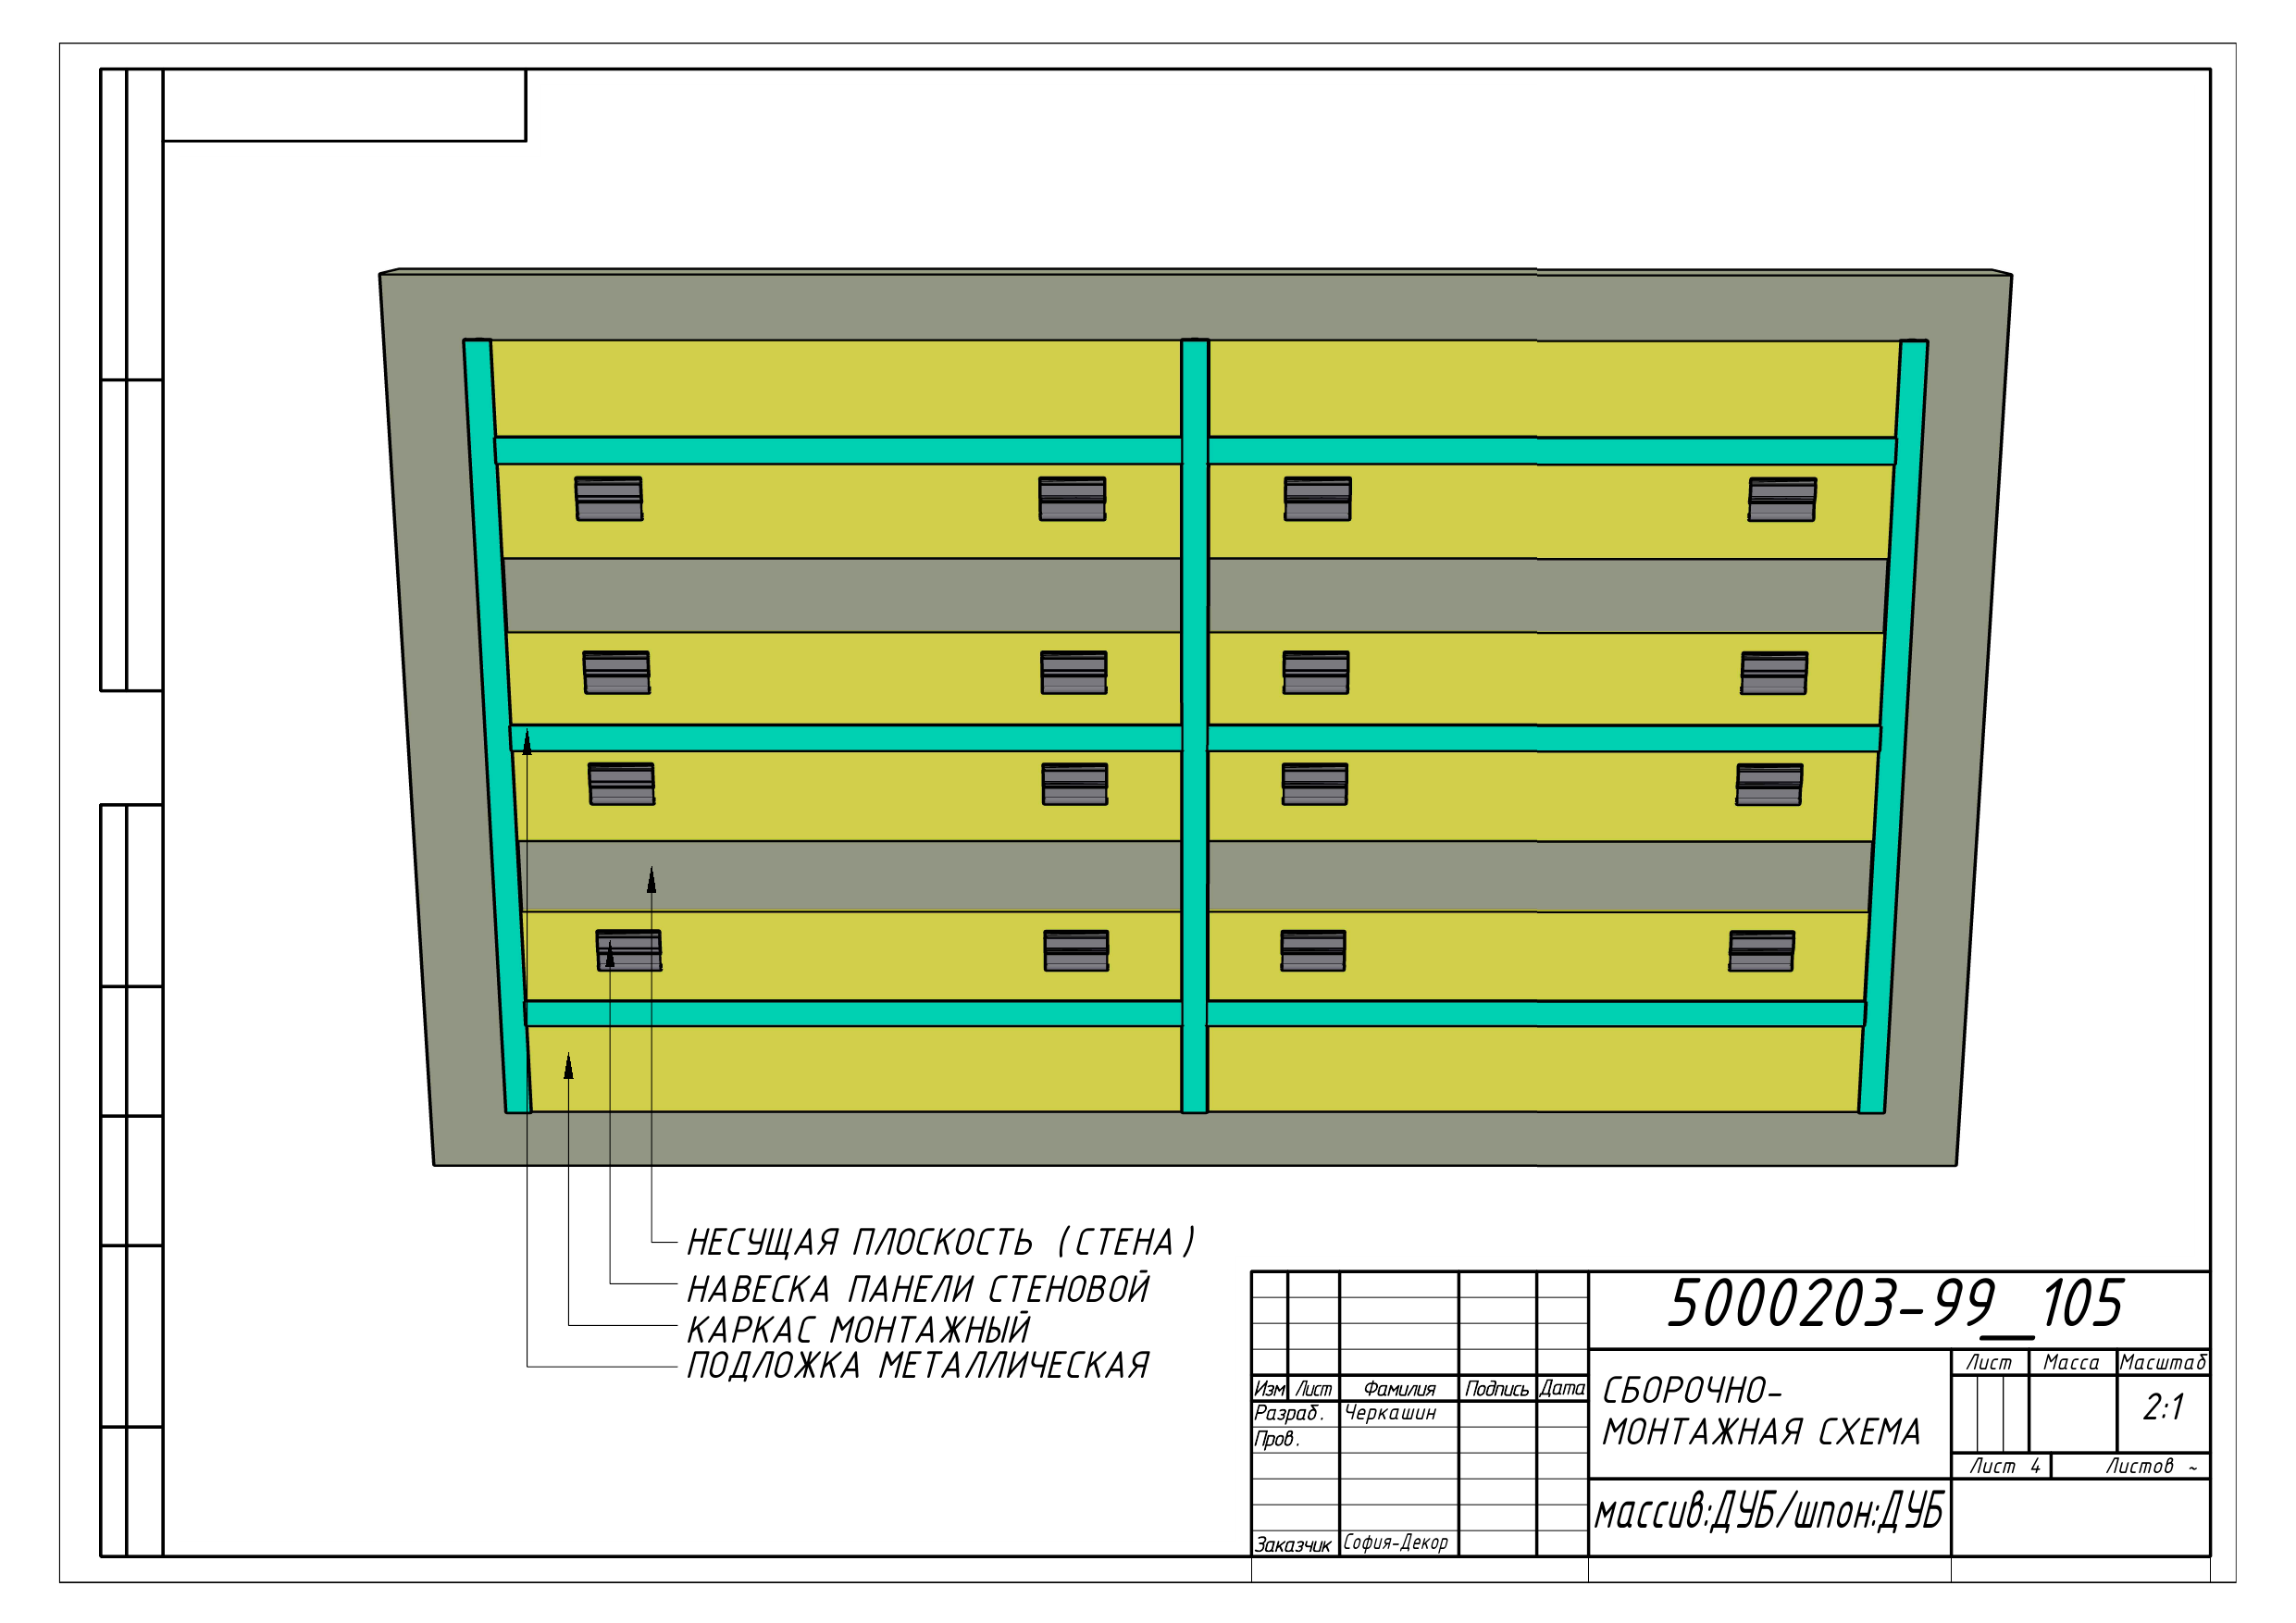 НЕСУЩАЯ ПЛОСКОСТЬ (СТЕНА)
НАВЕСКА ПАНЕЛИ СТЕНОВОЙ
КАРКАС МОНТАЖНЫЙ
ПОДЛОЖКА МЕТАЛЛИЧЕСКАЯ
5000203-99_105
Изм Лист Фамилия Подпись Дата
Разраб. Черкашин
Пров.
Заказчик София-Декор
СБОРОЧНО-
МОНТАЖНАЯ СХЕМА
Лист Масса Масштаб
2:1
Лист 4 Листов ~
массив:ДУБ/шпон:ДУБ